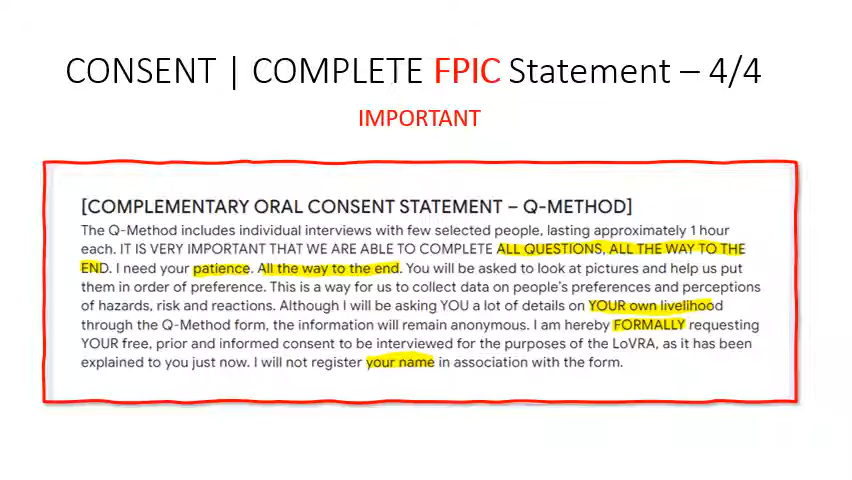 CONSENT | COMPLETE FPIC Statement – 4/4
IMPORTANT
[COMPLEMENTARY ORAL CONSENT STATEMENT – Q-METHOD]
The Q-Method includes individual interviews with few selected people, lasting approximately 1 hour
each. IT IS VERY IMPORTANT THAT WE ARE ABLE TO COMPLETE ALL QUESTIONS, ALL THE WAY TO THE
END. I need your patience. All the way to the end. You will be asked to look at pictures and help us put
them in order of preference. This is a way for us to collect data on people's preferences and perceptions
of hazards, risk and reactions. Although I will be asking YOU a lot of details on YOUR own livelihood
through the Q-Method form, the information will remain anonymous. I am hereby FORMALLY requesting
YOUR free, prior and informed consent to be interviewed for the purposes of the LoVRA, as it has been
explained to you just now. I will not register your name in association with the form.